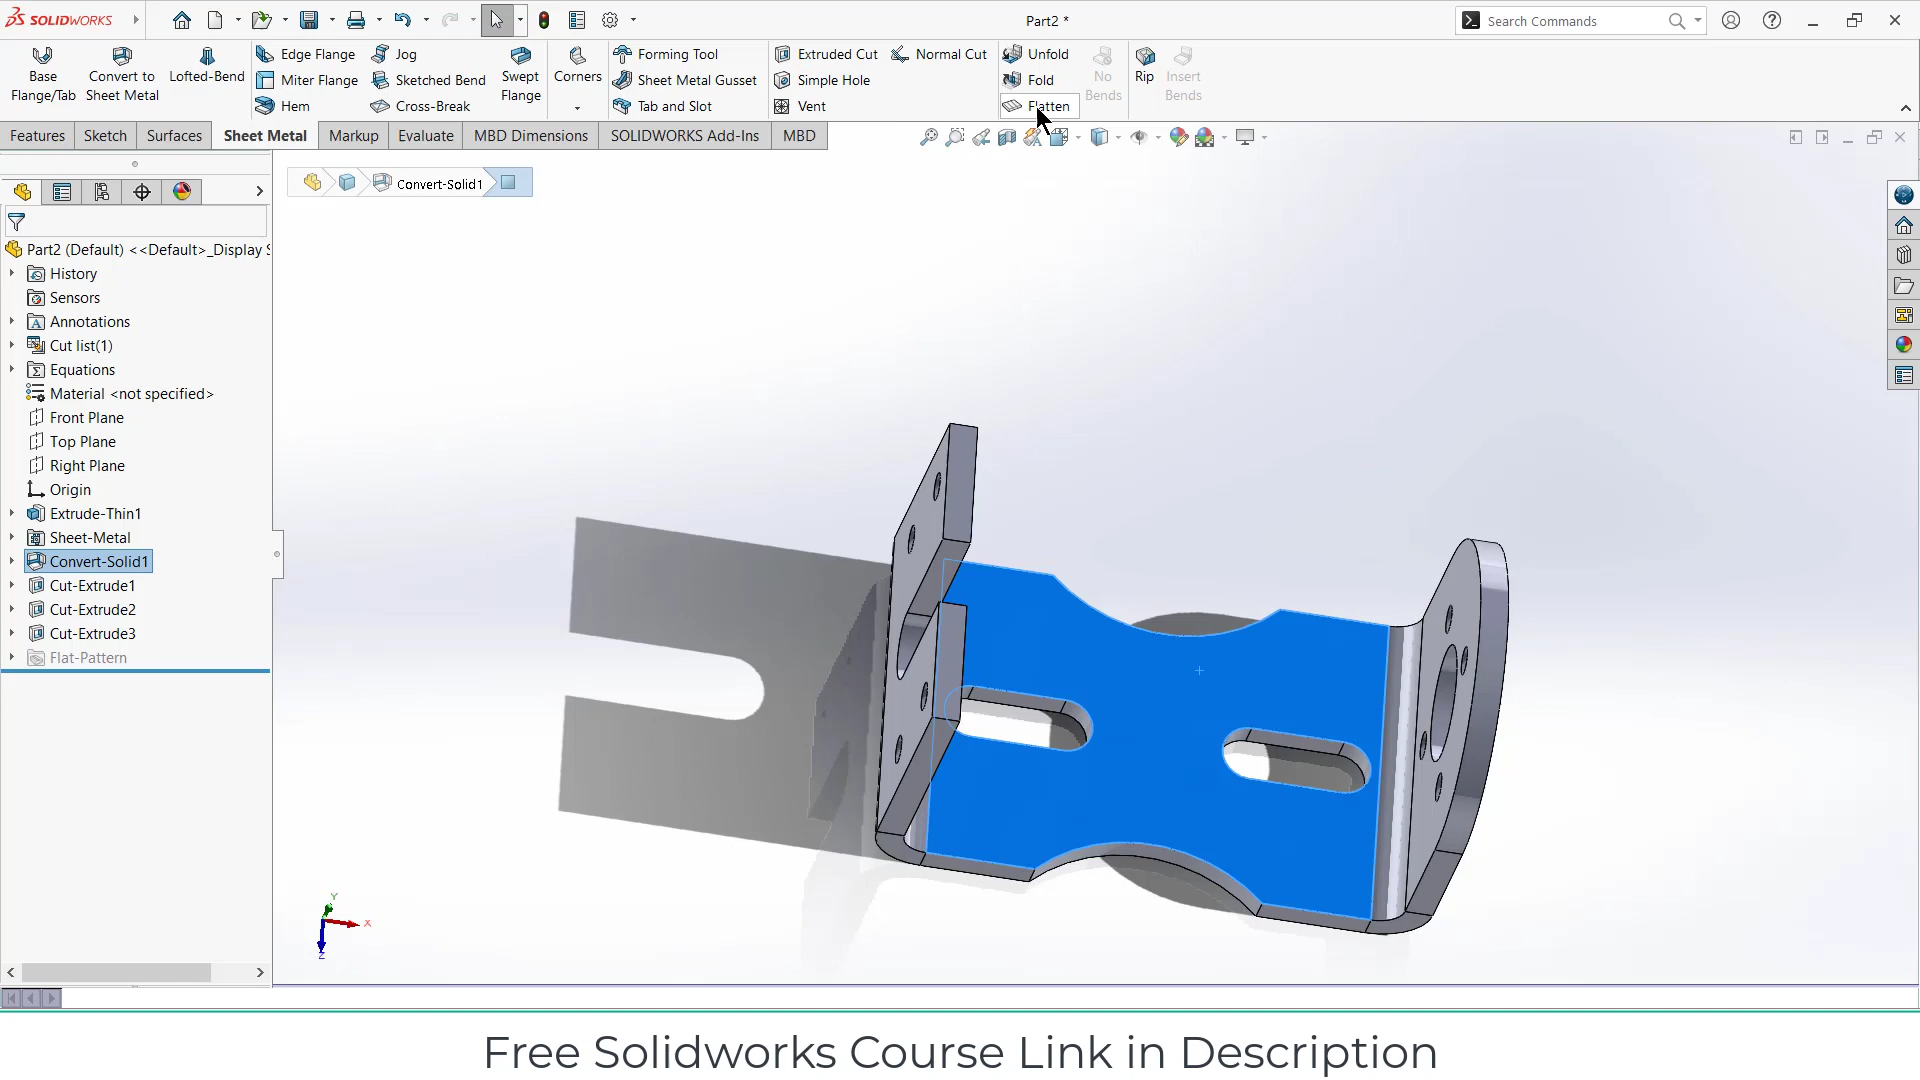 SOLIDWORKS
Part2 *
Search Commands
Base
Flange/Tab
Convert to
Sheet Metal
Lofted-Bend
Edge Flange
Miter Flange
Hem
Jog
Sketched Bend
Cross-Break
Swept
Flange
Corners
Forming Tool
Sheet Metal Gusset
Tab and Slot
Extruded Cut
Simple Hole
Vent
Normal Cut
Unfold
Fold
Flatten
No
Bends
Rip
Insert
Bends
Features
Sketch
Surfaces
Sheet Metal
Markup
Evaluate
MBD Dimensions
SOLIDWORKS Add-Ins
MBD
Convert-Solid1
Part2 (Default) <<Default>_Display S
History
Sensors
Annotations
Cut list(1)
Equations
Material <not specified>
Front Plane
Top Plane
Right Plane
Origin
Extrude-Thin1
Sheet-Metal
Convert-Solid1
Cut-Extrude1
Cut-Extrude2
Cut-Extrude3
Flat-Pattern
Y
X
Z
Free Solidworks Course Link in Description